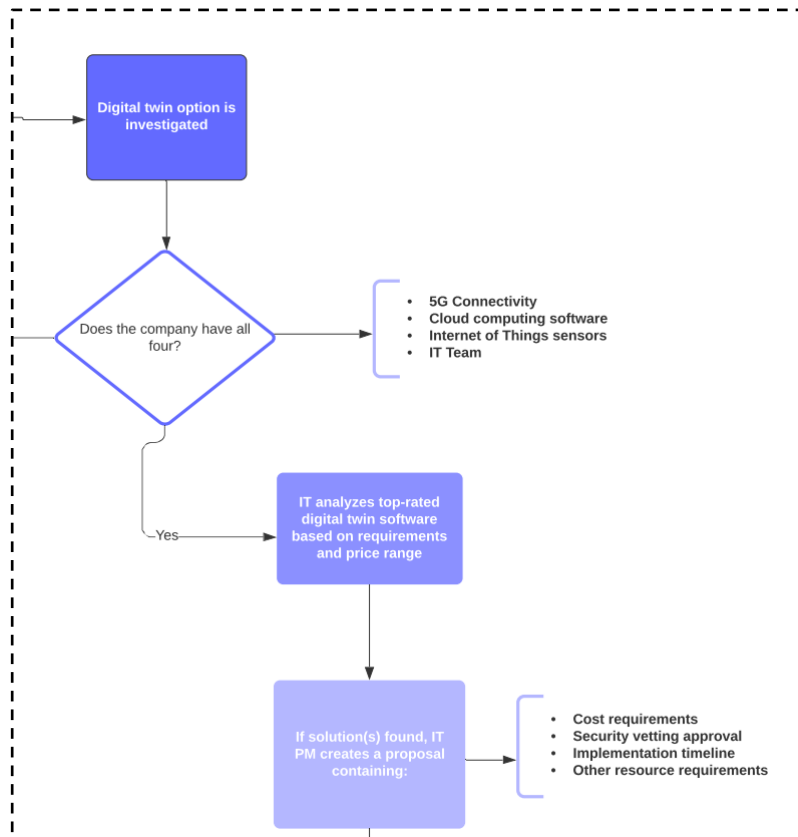 Digital twin option is
investigated
Does the company have all
four?
• 5G Connectivity
• Cloud computing software
• Internet of Things sensors
• IT Team
Yes
IT analyzes top-rated
digital twin software
based on requirements
and price range
If solution(s) found, IT
PM creates a proposal
containing:
• Cost requirements
• Security vetting approval
• Implementation timeline
• Other resource requirements